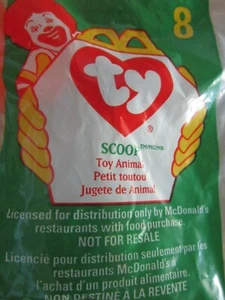 8
ty
®
SCOOP
Toy Animal
Petit toutou
Jugete de Animal
Licensed for distribution only by McDonald's
restaurants with food purchase.
NOT FOR RESALE
Licencié pour distribution seulement par les
restaurants McDonald's à
l'achat d'un produit alimentaire.
NON DESTINÉ A LA REVENTE